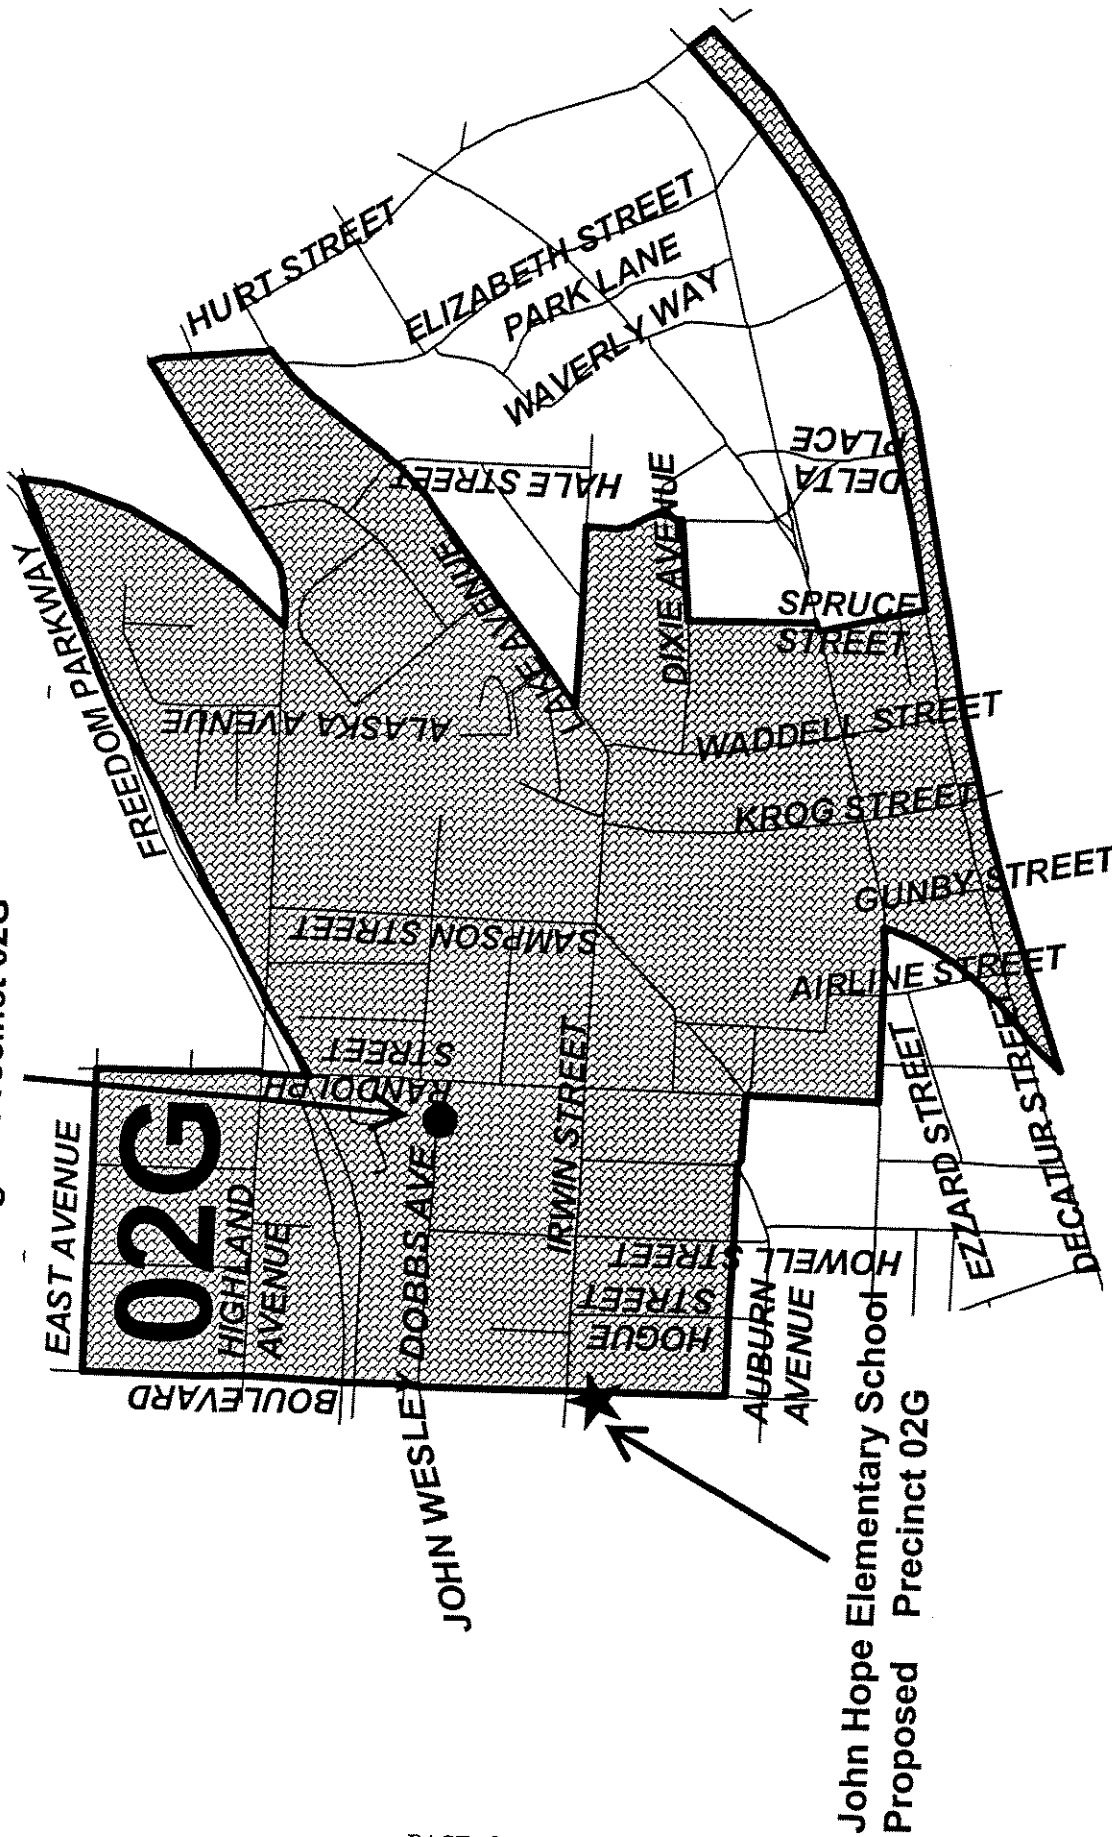 02G
EAST AVENUE
HIGHLAND
AVENUE
BOULEVARD
FREEDOM PARKWAY
RANDOLPH
STREET
SAMPSON STREET
ALASKA AVENUE
LAKE AVENUE
HURT STREET
ELIZABETH STREET
PARK LANE
WAVERLY WAY
HALE STREET
DIXIE AVENUE
DELTA
PLACE
SPRUCE
STREET
WADDELL STREET
KROG STREET
GUNBY STREET
AIRLINE STREET
EZZARD STREET
DECATUR STREET
IRWIN STREET
JOHN WESLEY DOBBS AVE
HOWELL STREET
HOGUE
STREET
AUBURN
AVENUE
John Hope Elementary School
Proposed Precinct 02G